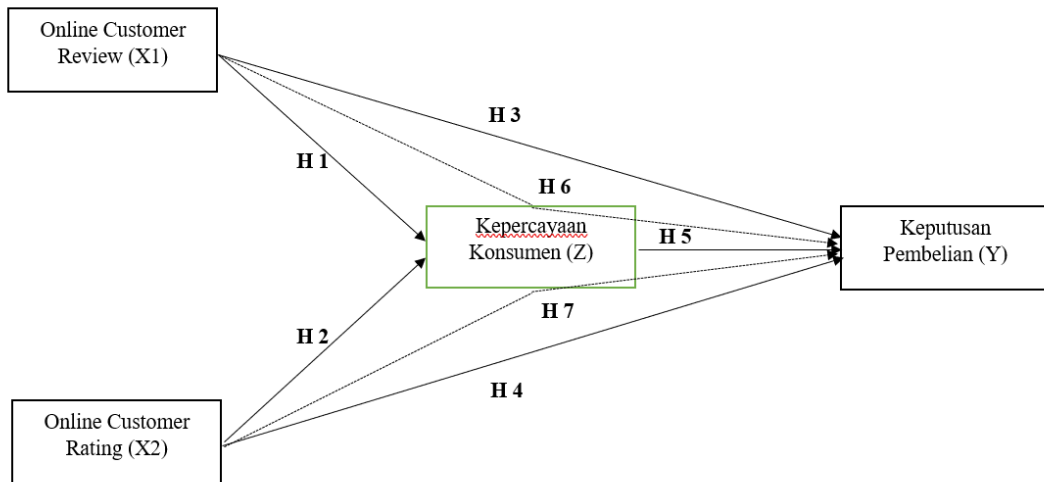 Online Customer
Review (X1)
H 3
H 1
H 6
Kepercayaan
Konsumen (Z)
H 5
Keputusan
Pembelian (Y)
H 7
H 2
H 4
Online Customer
Rating (X2)